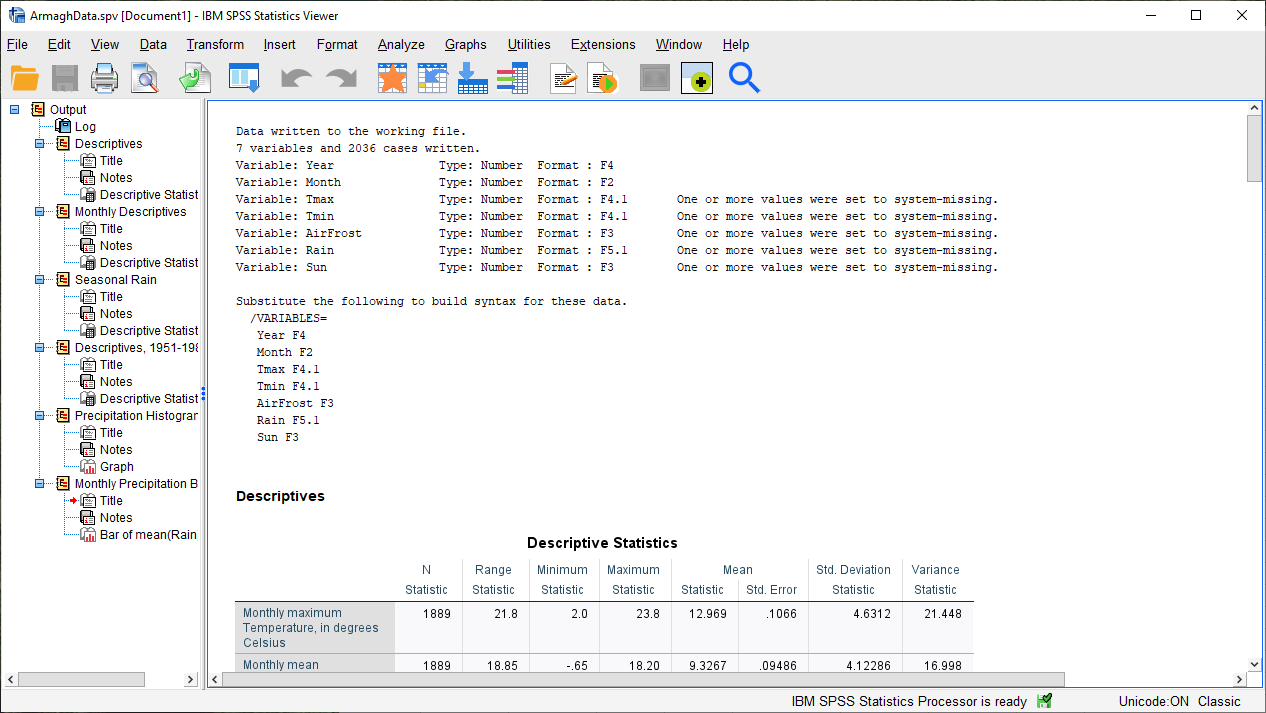 ArmaghData.spv [Document1] - IBM SPSS Statistics Viewer
File Edit View Data Transform Insert Format Analyze Graphs Utilities Extensions Window Help
Output
Log
Descriptives
Title
Notes
Descriptive Statist
Monthly Descriptives
Title
Notes
Descriptive Statist
Seasonal Rain
Title
Notes
Descriptive Statist
Descriptives, 1951-198
Title
Notes
Descriptive Statist
Precipitation Histogran
Title
Notes
Graph
Monthly Precipitation B
Title
Notes
Bar of mean(Rain
Data written to the working file.
7 variables and 2036 cases written.
Variable: Year Type: Number Format : F4
Variable: Month Type: Number Format : F2
Variable: Tmax Type: Number Format : F4.1 One or more values were set to system-missing.
Variable: Tmin Type: Number Format : F4.1 One or more values were set to system-missing.
Variable: AirFrost Type: Number Format : F3 One or more values were set to system-missing.
Variable: Rain Type: Number Format : F5.1 One or more values were set to system-missing.
Variable: Sun Type: Number Format : F3 One or more values were set to system-missing.
Substitute the following to build syntax for these data.
/VARIABLES=
Year F4
Month F2
Tmax F4.1
Tmin F4.1
AirFrost F3
Rain F5.1
Sun F3
Descriptives
Descriptive Statistics
N Range Minimum Maximum Mean Std. Deviation Variance
Statistic Statistic Statistic Statistic Statistic Std. Error Statistic Statistic
Monthly maximum 1889 21.8 2.0 23.8 12.969 .1066 4.6312 21.448
Temperature, in degrees
Celsius
Monthly mean 1889 18.85 -.65 18.20 9.3267 .09486 4.12286 16.998
IBM SPSS Statistics Processor is ready Unicode:ON Classic